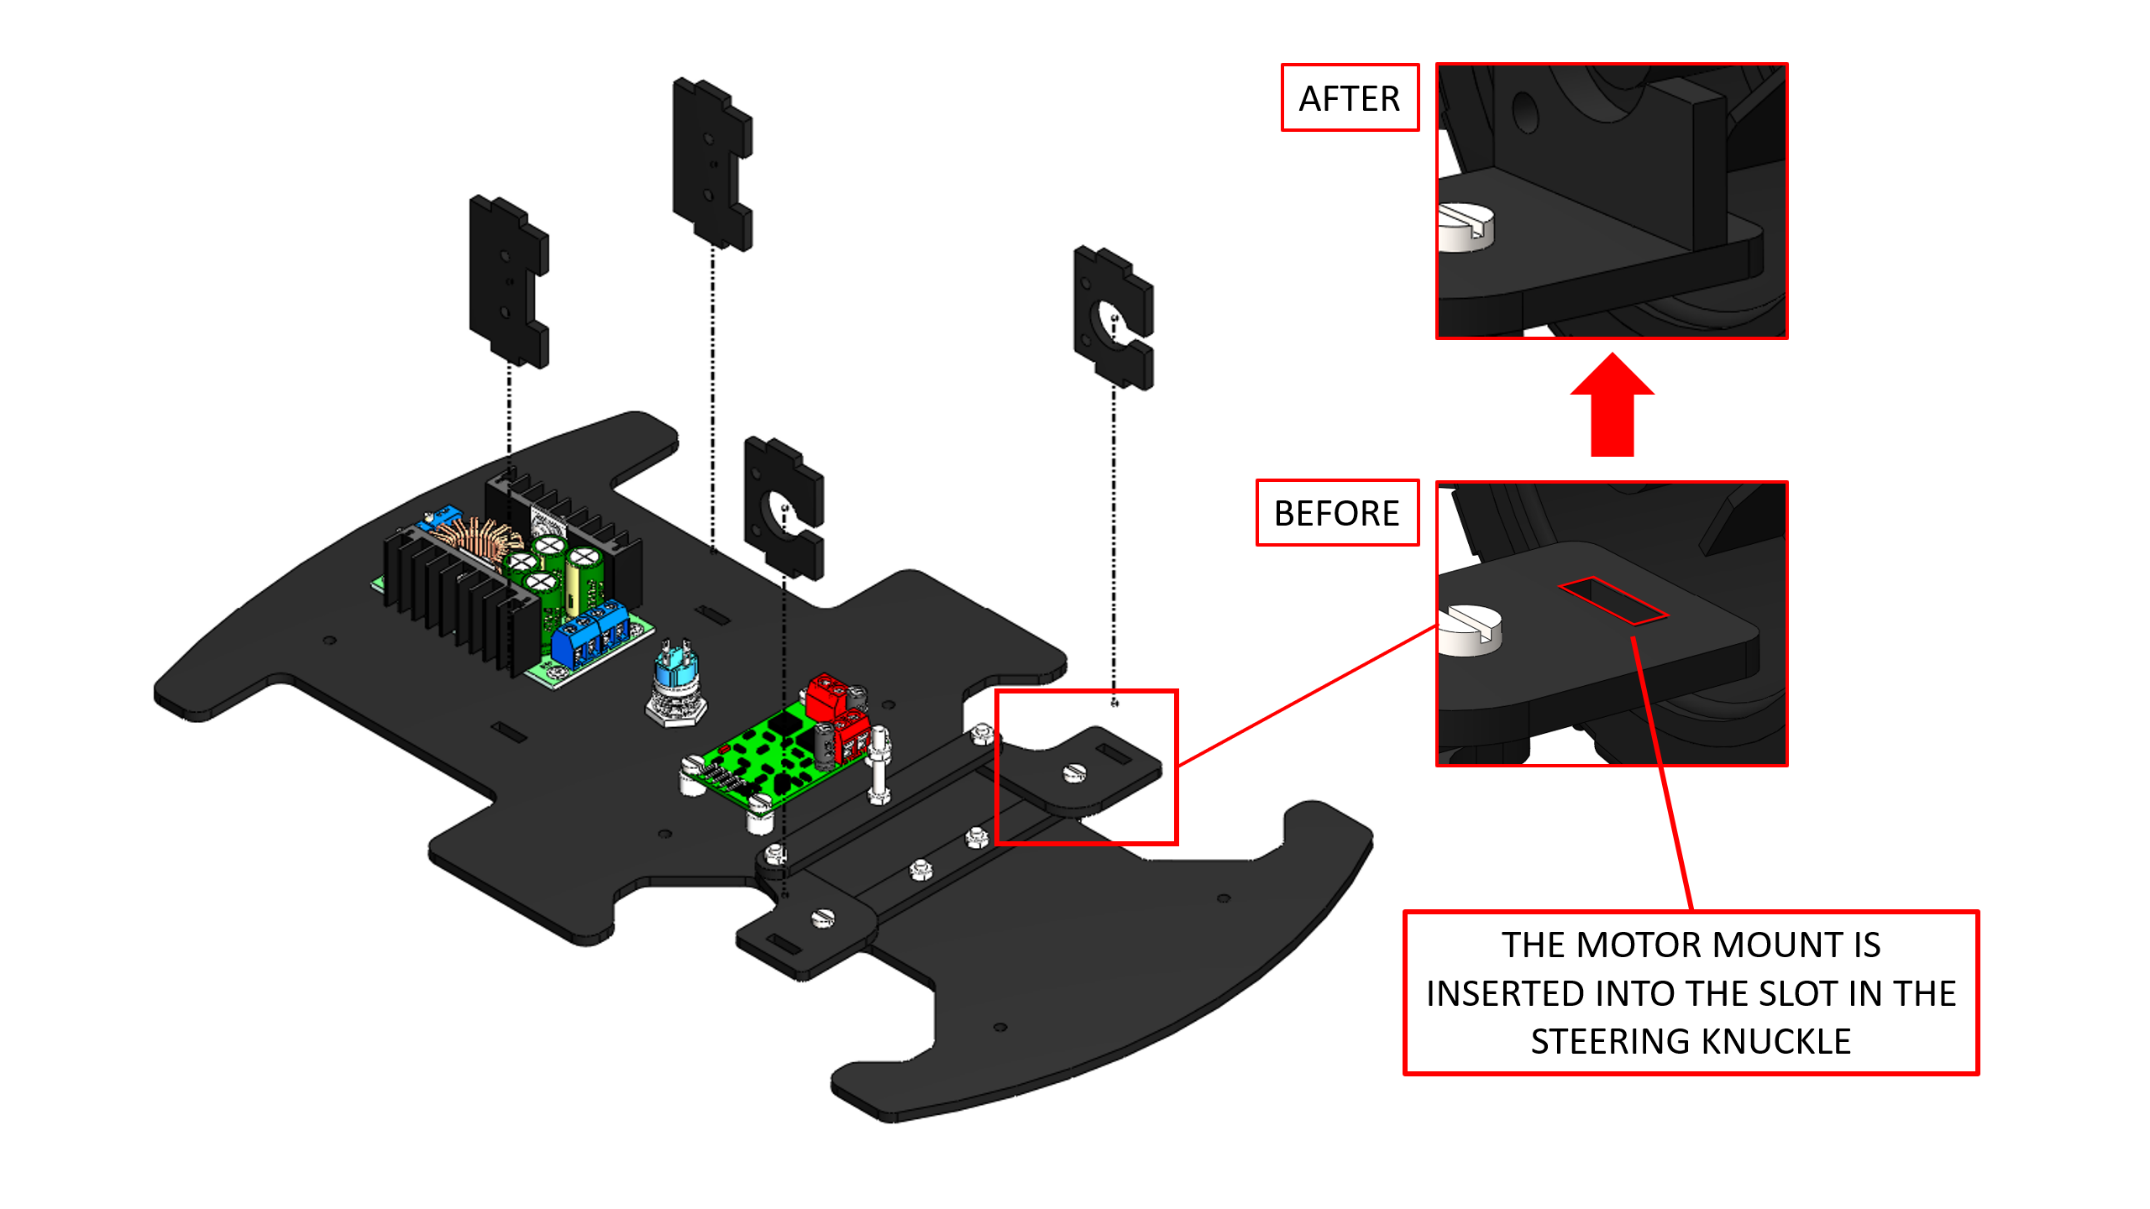 AFTER
BEFORE
THE MOTOR MOUNT IS
INSERTED INTO THE SLOT IN THE
STEERING KNUCKLE